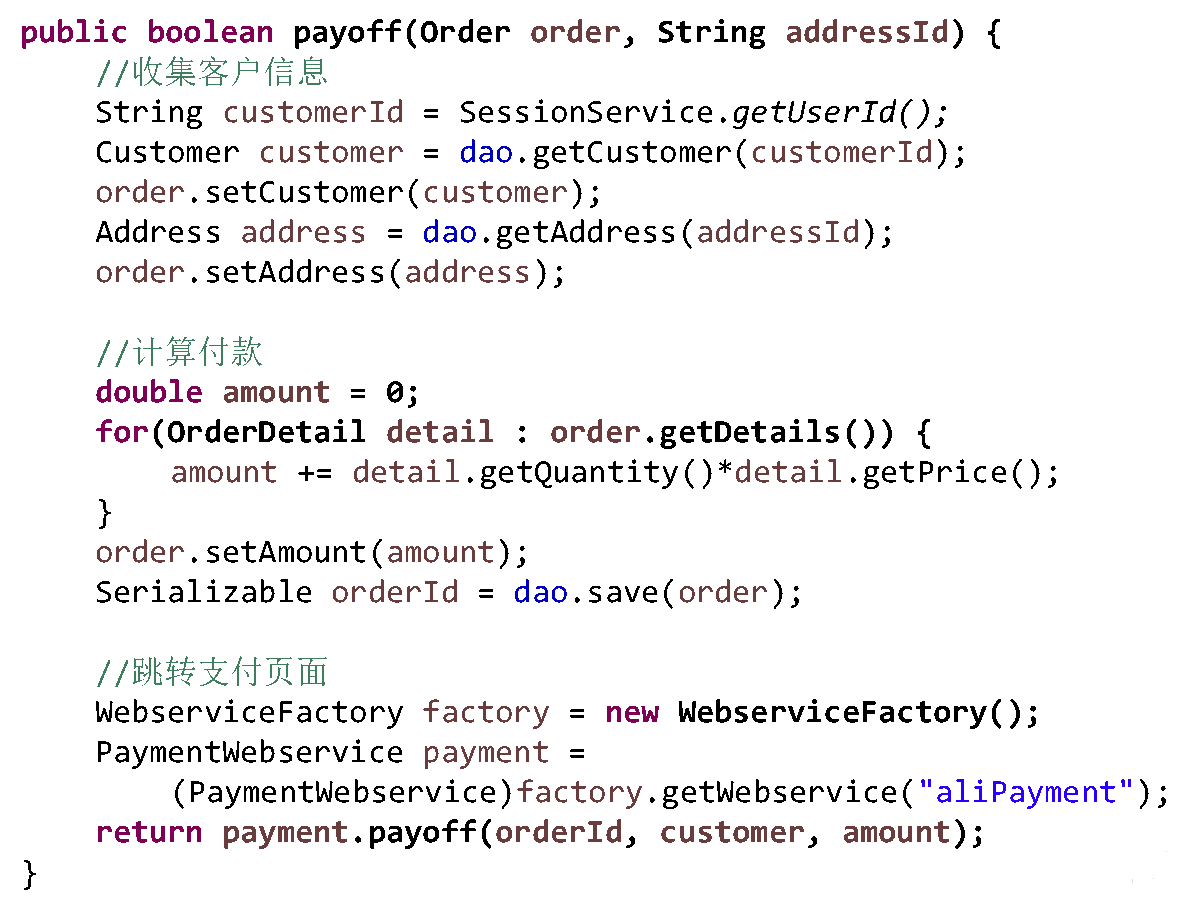 public boolean payoff(Order order, String addressId) {
//收集客户信息
String customerId = SessionService.getUserId();
Customer customer = dao.getCustomer(customerId);
order.setCustomer(customer);
Address address = dao.getAddress(addressId);
order.setAddress(address);
//计算付款
double amount = 0;
for(OrderDetail detail : order.getDetails()) {
amount += detail.getQuantity()*detail.getPrice();
}
order.setAmount(amount);
Serializable orderId = dao.save(order);
//跳转支付页面
WebserviceFactory factory = new WebserviceFactory();
PaymentWebservice payment =
(PaymentWebservice)factory.getWebservice("aliPayment");
return payment.payoff(orderId, customer, amount);
}